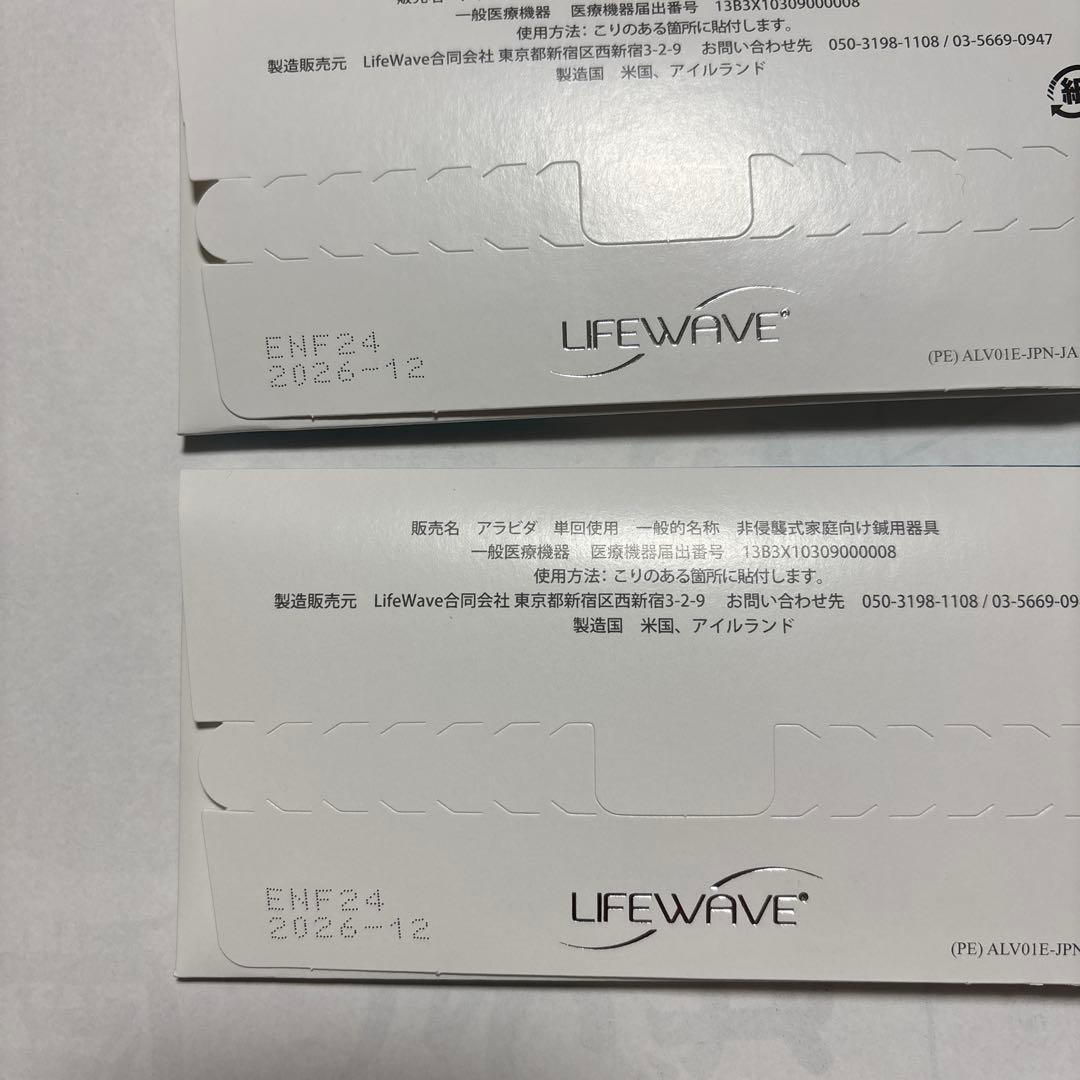 一般医療機器 医療機器届出番号 13B3X10309000008
使用方法：こりのある箇所に貼付します。
製造販売元 LifeWave合同会社 東京都新宿区西新宿3-2-9 お問い合わせ先 050-3198-1108 / 03-5669-0947
製造国 米国、アイルランド
紙
LIFEWAVE
ENF24
2026-12
(PE) ALV01E-JPN-JA
販売名 アラビダ 単回使用 一般的名称 非侵襲式家庭向け鍼用器具
一般医療機器 医療機器届出番号 13B3X10309000008
使用方法：こりのある箇所に貼付します。
製造販売元 LifeWave合同会社 東京都新宿区西新宿3-2-9 お問い合わせ先 050-3198-1108 / 03-5669-09
製造国 米国、アイルランド
LIFEWAVE
ENF24
2026-12
(PE) ALV01E-JPN